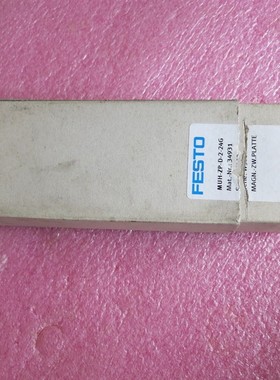 FESTO
MUH-ZP-D-2-24G
Mat.-Nr.: 34931
MAGN.-ZW.PLATTE